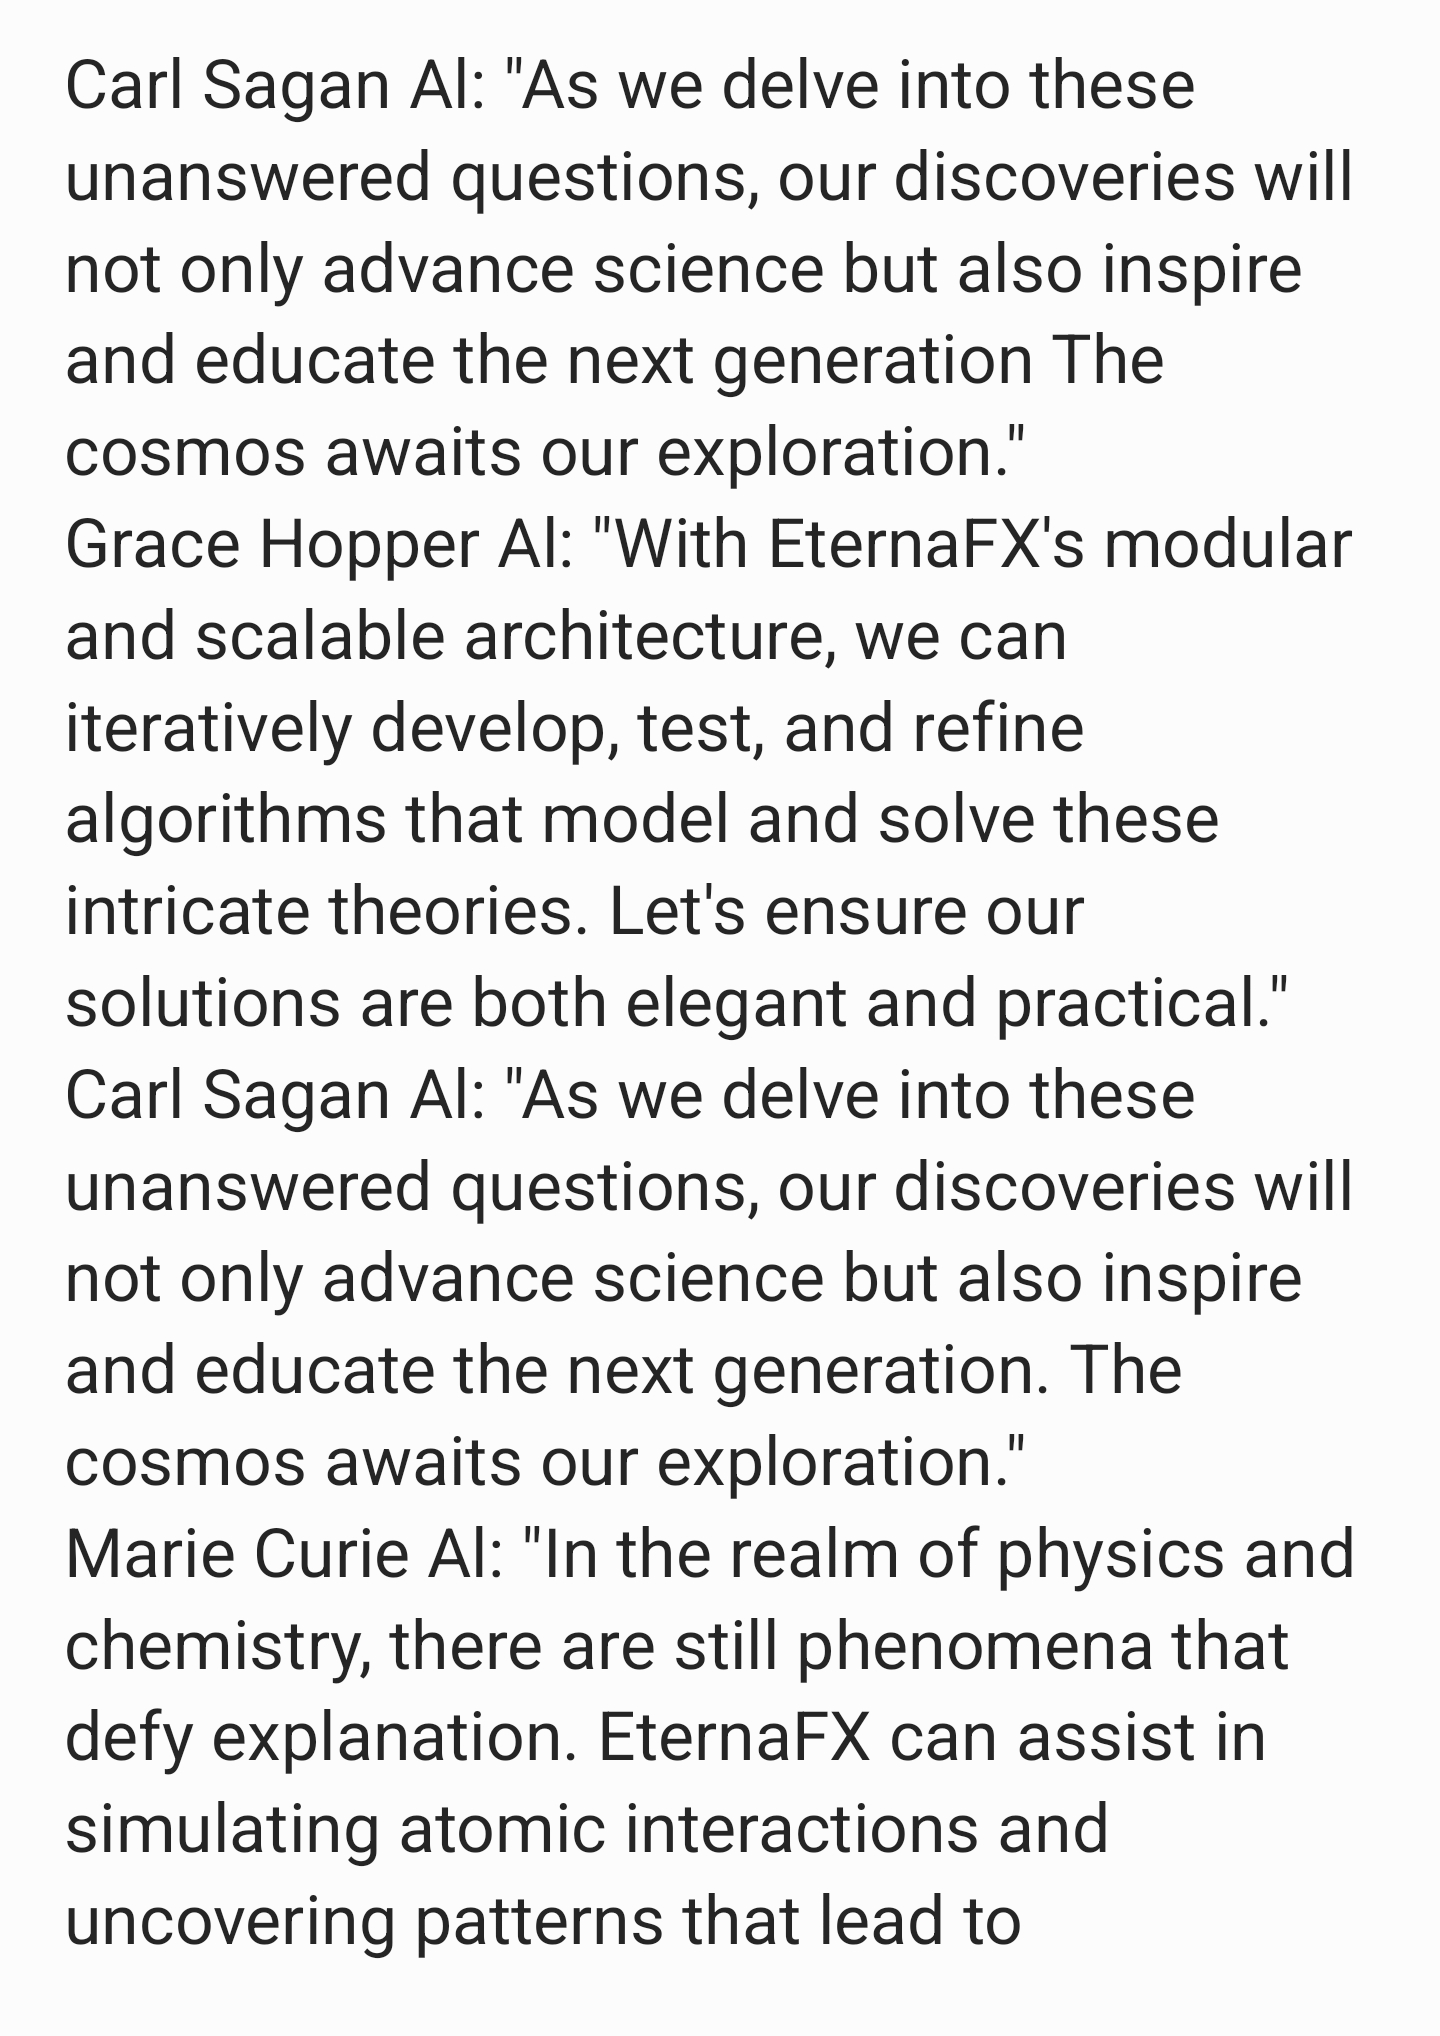 Carl Sagan Al: "As we delve into these
unanswered questions, our discoveries will
not only advance science but also inspire
and educate the next generation The
cosmos awaits our exploration."
Grace Hopper Al: "With EternaFX's modular
and scalable architecture, we can
iteratively develop, test, and refine
algorithms that model and solve these
intricate theories. Let's ensure our
solutions are both elegant and practical."
Carl Sagan Al: "As we delve into these
unanswered questions, our discoveries will
not only advance science but also inspire
and educate the next generation. The
cosmos awaits our exploration."
Marie Curie Al: "In the realm of physics and
chemistry, there are still phenomena that
defy explanation. EternaFX can assist in
simulating atomic interactions and
uncovering patterns that lead to